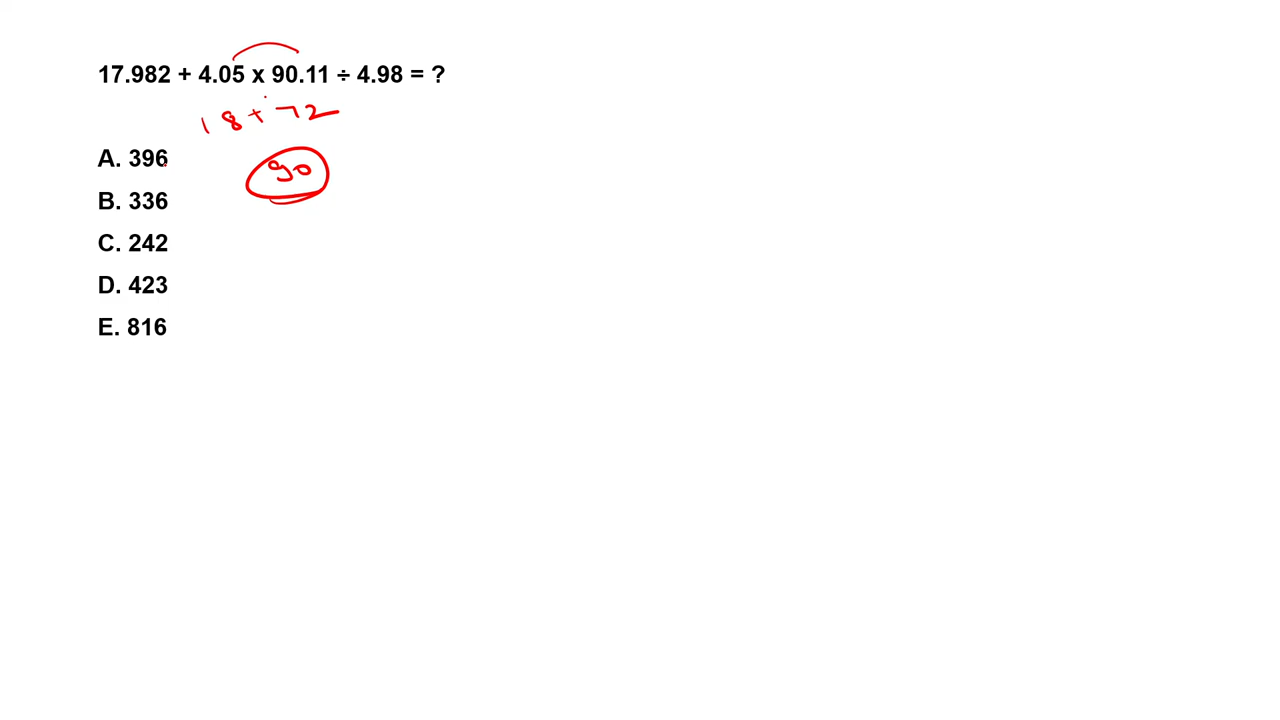 17.982 + 4.05 x 90.11 ÷ 4.98 = ?
18 + 72
A. 396
90
B. 336
C. 242
D. 423
E. 816